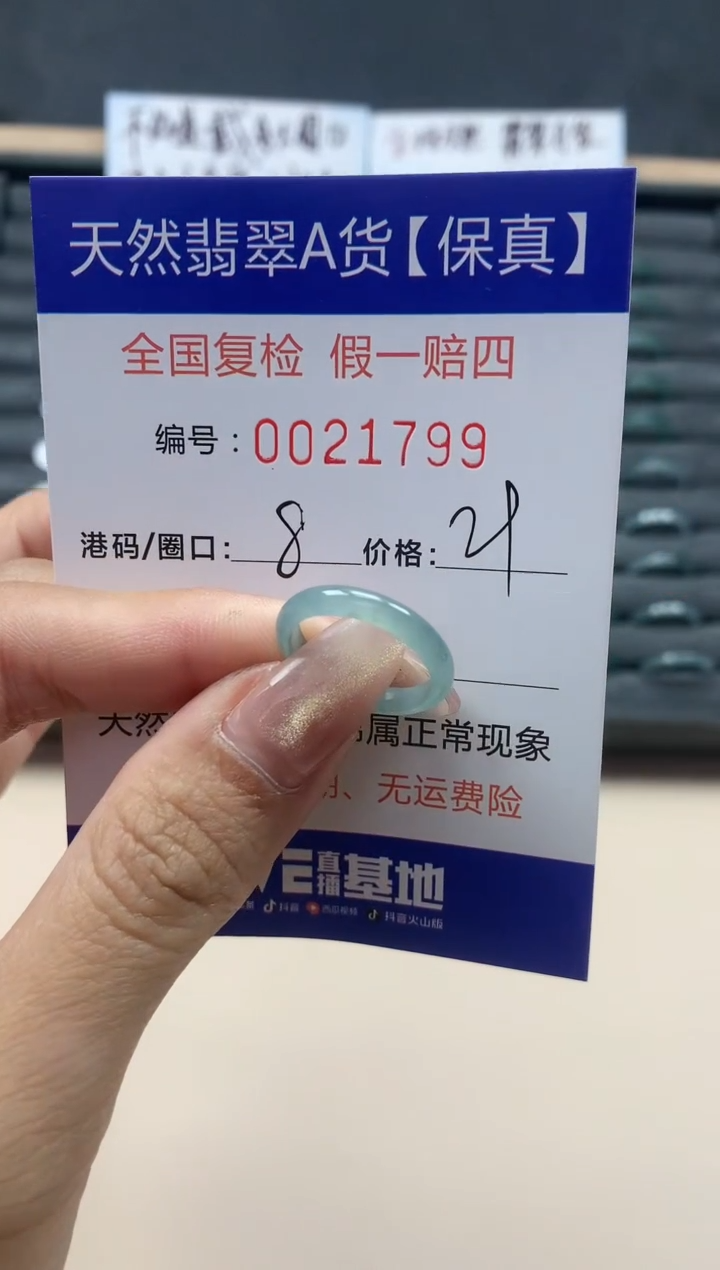 天然翡翠A货【保真】
全国复检 假一赔四
编号:0021799
港码/圈口:8 价格:
天然 属正常现象
、无运费险
直播基地
抖音 西瓜视频 抖音火山版